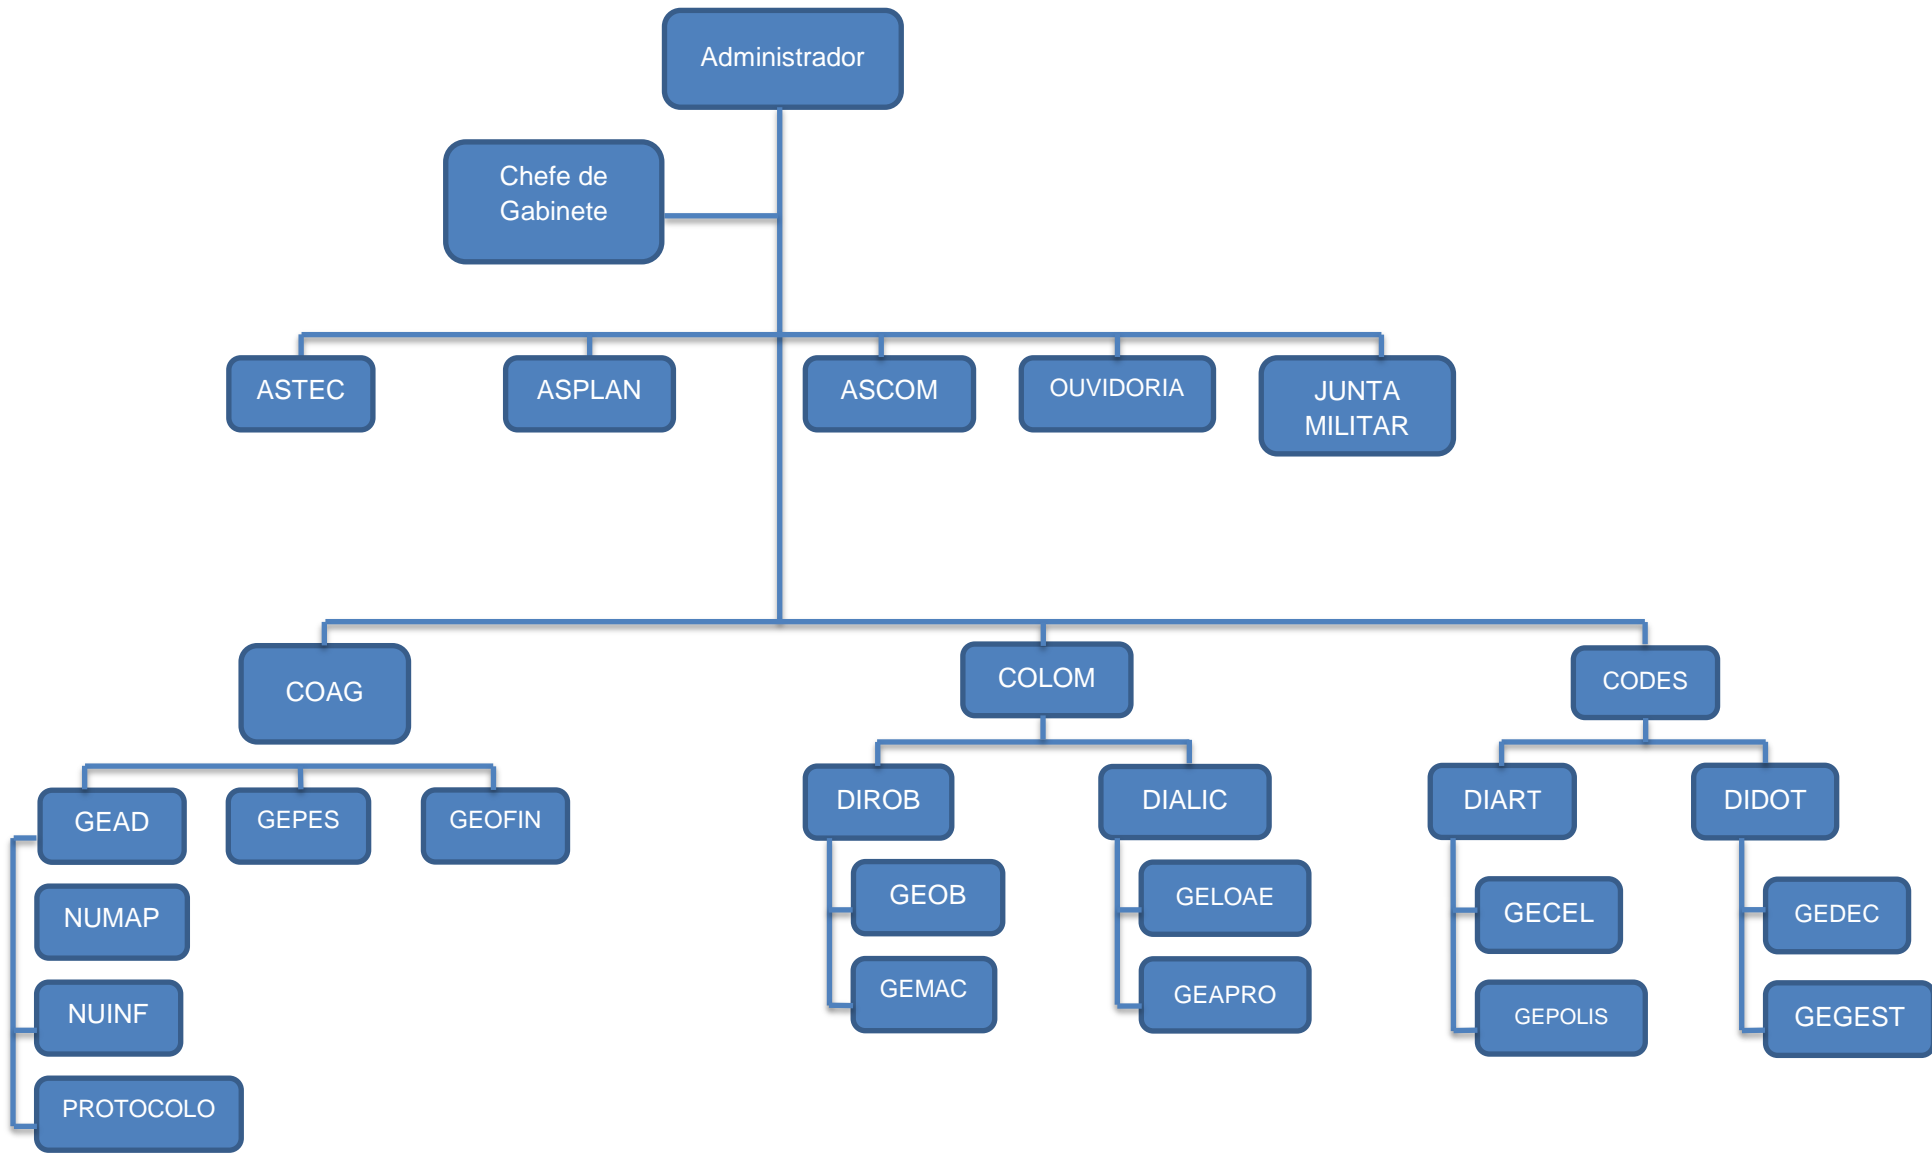 Administrador
Chefe de
Gabinete
ASTEC
ASPLAN
ASCOM
OUVIDORIA
JUNTA
MILITAR
COAG
COLOM
CODES
GEAD
GEPES
GEOFIN
DIROB
DIALIC
DIART
DIDOT
NUMAP
GEOB
GELOAE
GECEL
GEDEC
NUINF
GEMAC
GEAPRO
GEPOLIS
GEGEST
PROTOCOLO